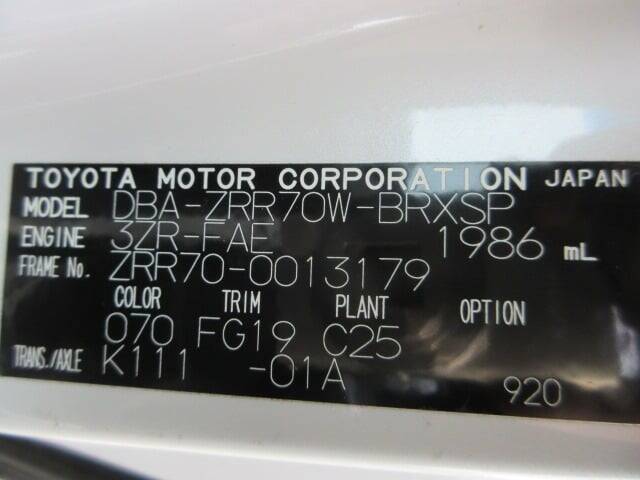 TOYOTA MOTOR CORPORATION JAPAN
MODEL DBA-ZRR70W-BRXSP
ENGINE 3ZR-FAE 1986 mL
FRAME No. ZRR70-0013179
COLOR TRIM PLANT OPTION
070 FG19 C25
TRANS./AXLE K111 -01A
920